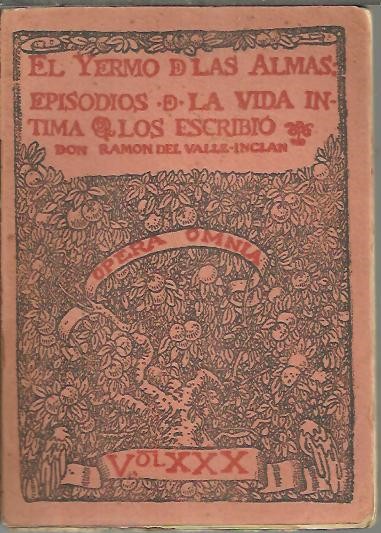 EL YERMO D LAS ALMAS:
EPISODIOS · D · LA VIDA IN-
TIMA Q LOS ESCRIBIÓ
DON RAMON DEL VALLE-INCLAN
OPERA OMNIA
VOL XXX